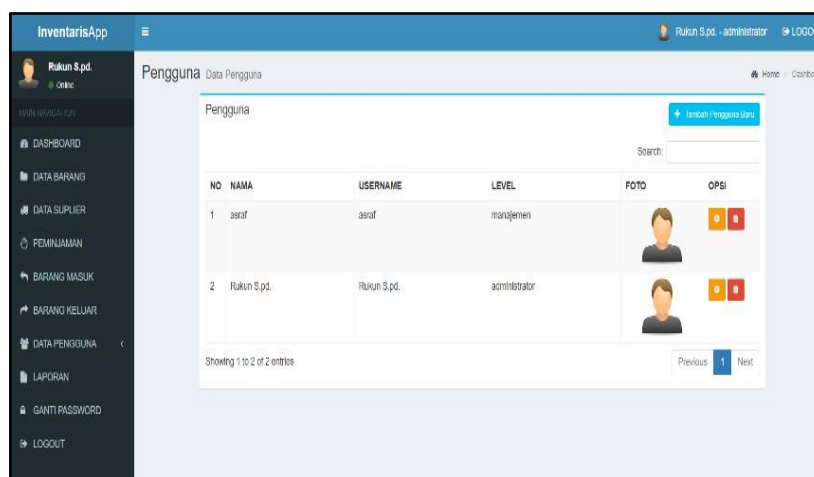 InventarisApp
Rukun S.pd. - administrator LOGO
Rukun S.pd.
Online
MAIN NAVIGATION
DASHBOARD
DATA BARANG
DATA SUPLIER
PEMINJAMAN
BARANG MASUK
BARANG KELUAR
DATA PENGGUNA
LAPORAN
GANTI PASSWORD
LOGOUT
Pengguna Data Pengguna
Home Dashbo
Pengguna
Tambah Pengguna Baru
Search:
NO NAMA USERNAME LEVEL FOTO OPSI
1 asraf asraf manajemen
2 Rukun S.pd. Rukun S.pd. administrator
Showing 1 to 2 of 2 entries
Previous 1 Next